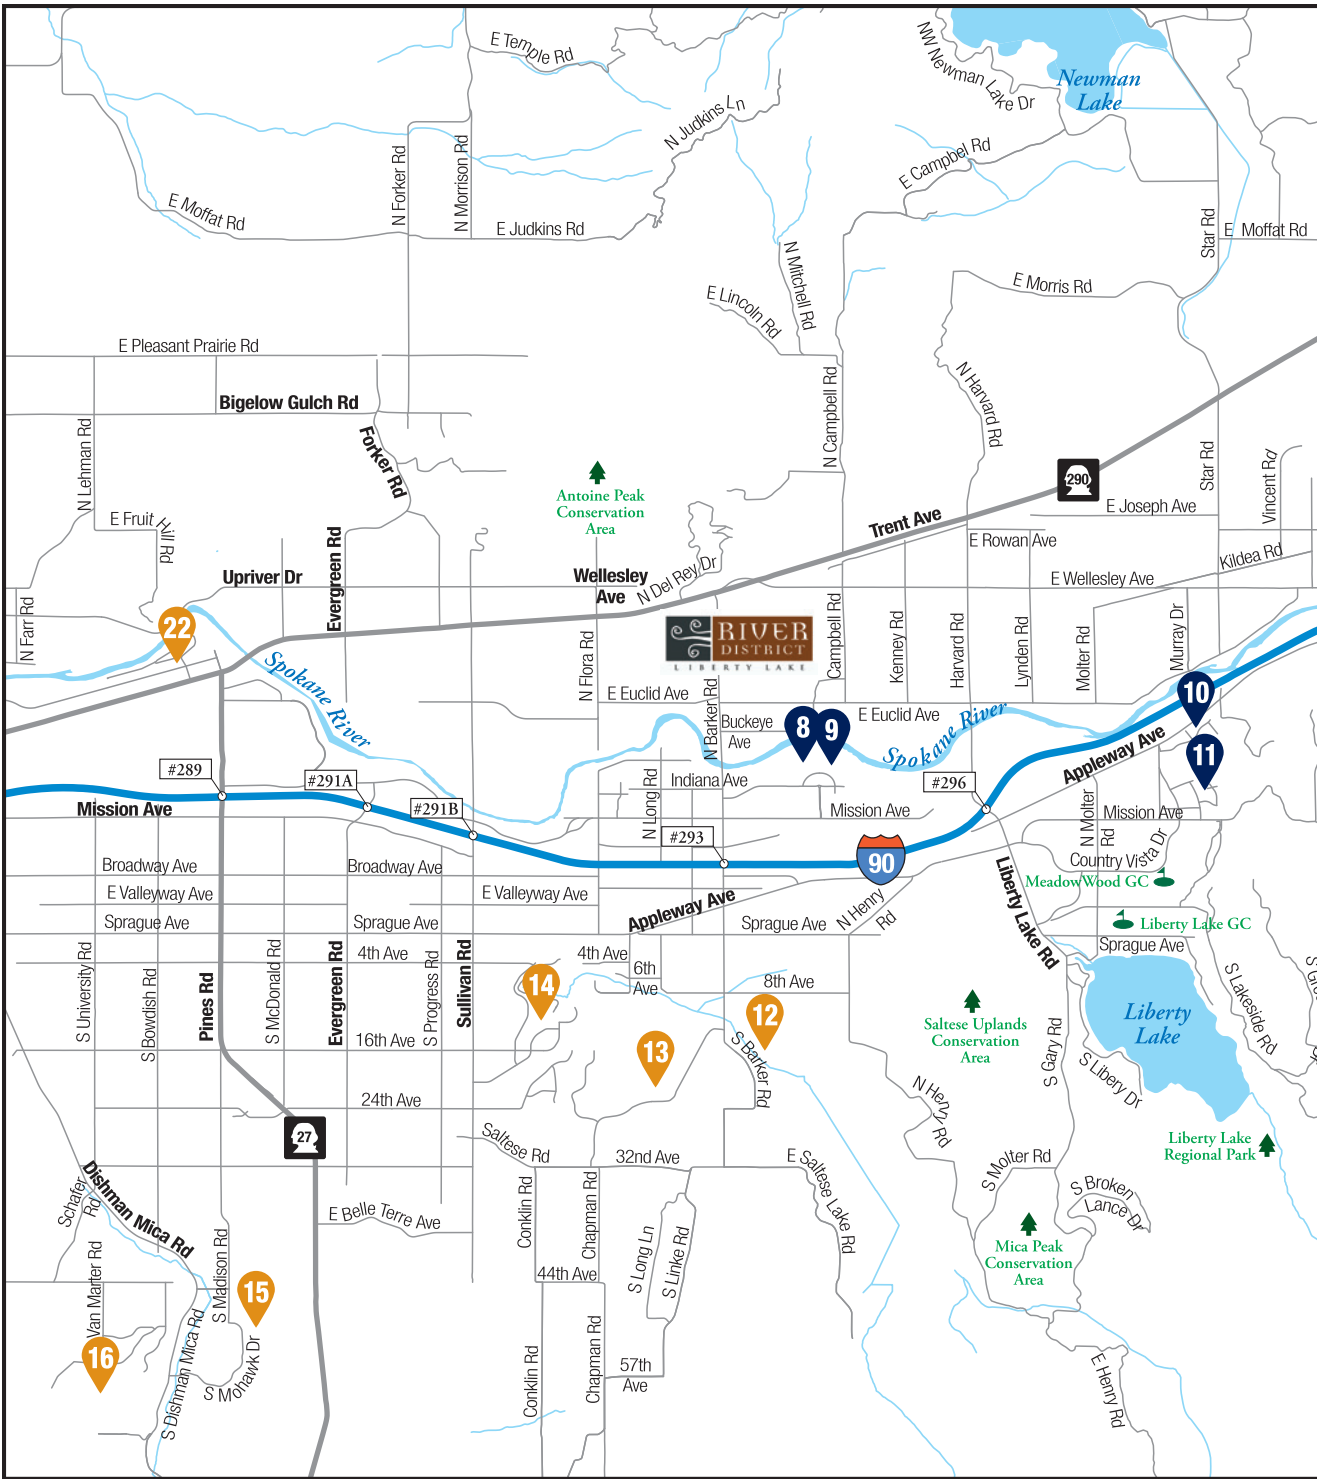 E Temple Rd
NW Newman Lake Dr
Newman
Lake
N Judkins Ln
E Campbel Rd
N Forker Rd
N Morrison Rd
E Moffat Rd
E Judkins Rd
Star Rd
E Moffat Rd
N Mitchell Rd
E Lincoln Rd
E Morris Rd
E Pleasant Prairie Rd
Bigelow Gulch Rd
N Campbell Rd
N Harvard Rd
N Lehman Rd
Forker Rd
Star Rd
Vincent Rd
290
Antoine Peak
Conservation
Area
E Fruit Hill Rd
Trent Ave
E Joseph Ave
E Rowan Ave
Kildea Rd
Evergreen Rd
Upriver Dr
Wellesley
Ave
N Del Rey Dr
E Wellesley Ave
N Farr Rd
22
RIVER
DISTRICT
LIBERTY LAKE
Campbell Rd
Kenney Rd
Harvard Rd
Lynden Rd
Molter Rd
Murray Dr
N Flora Rd
Spokane River
E Euclid Ave
N Barker Rd
E Euclid Ave
10
Buckeye
Ave
8
9
Spokane River
Appleway Ave
11
#289
#291A
Indiana Ave
#296
Mission Ave
#291B
N Long Rd
Mission Ave
N Molter
Rd
Mission Ave
#293
90
Broadway Ave
Broadway Ave
Country Vista Dr
MeadowWood GC
E Valleyway Ave
E Valleyway Ave
Liberty Lake Rd
Appleway Ave
N Henry
Rd
Sprague Ave
Sprague Ave
Sprague Ave
Liberty Lake GC
Sprague Ave
S University Rd
S Bowdish Rd
Pines Rd
S McDonald Rd
Evergreen Rd
4th Ave
S Progress Rd
Sullivan Rd
4th Ave
6th
Ave
8th Ave
14
S Lakeside Rd
12
Liberty
Lake
Saltese Uplands
Conservation
Area
16th Ave
13
S Barker Rd
S Gary Rd
S Libery Dr
N Henry Rd
24th Ave
27
Saltese Rd
32nd Ave
E Saltese Lake Rd
S Molter Rd
Liberty Lake
Regional Park
Dishman Mica Rd
Schafer
Rd
S Broken
Lance Dr
Conklin Rd
Chapman Rd
E Belle Terre Ave
S Long Ln
S Linke Rd
Mica Peak
Conservation
Area
Van Marter Rd
S Madison Rd
44th Ave
15
16
S Dishman Mica Rd
S Mohawk Dr
Conklin Rd
Chapman Rd
57th
Ave
E Henry Rd